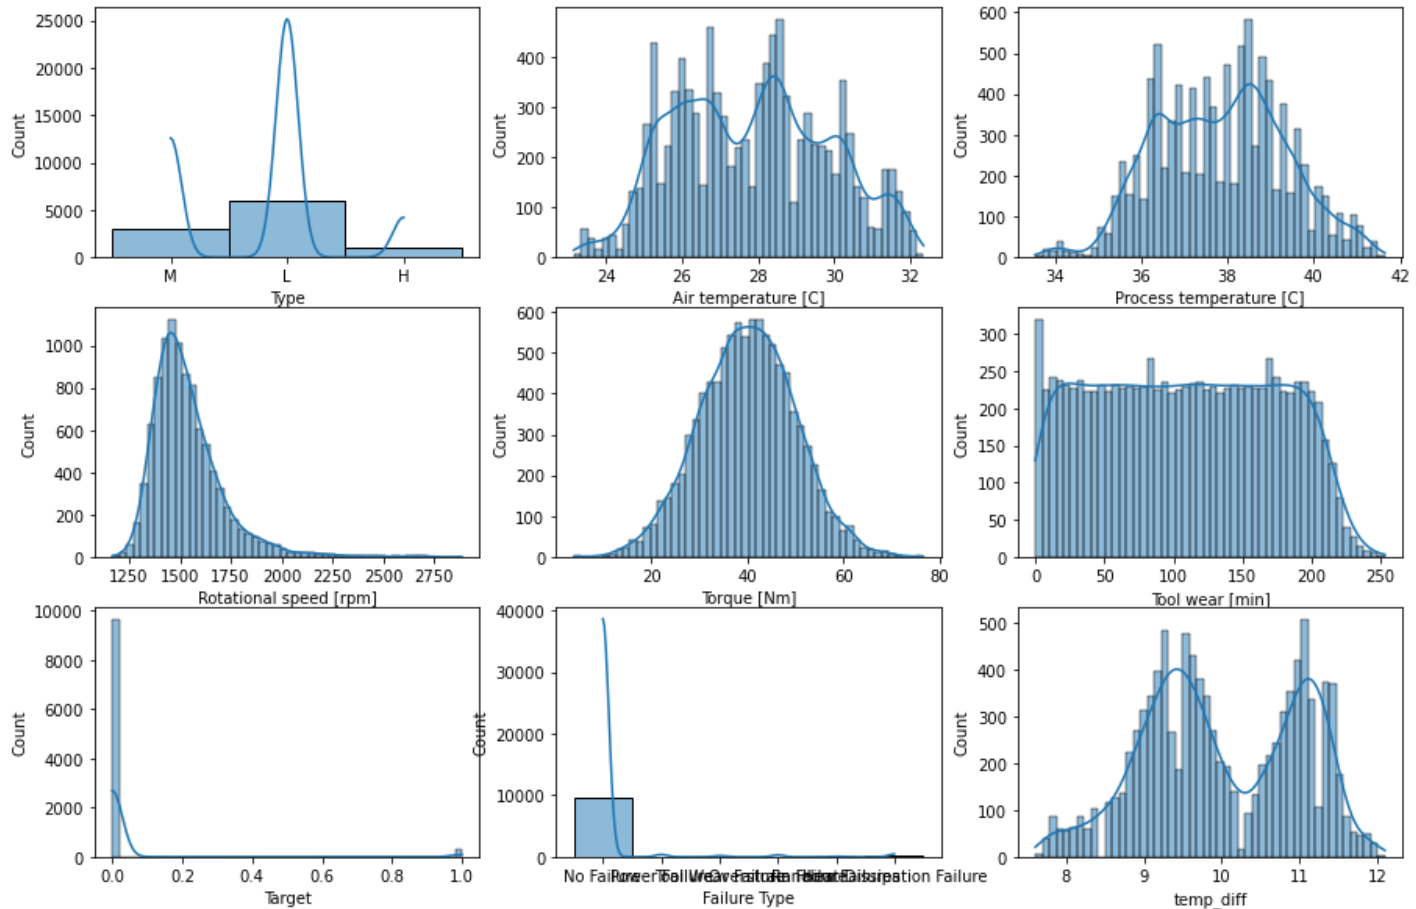 25000
20000
15000
10000
5000
0
Count
M L H
Type
400
300
200
100
0
Count
24 26 28 30 32
Air temperature [C]
600
500
400
300
200
100
0
Count
34 36 38 40 42
Process temperature [C]
1000
800
600
400
200
0
Count
1250 1500 1750 2000 2250 2500 2750
Rotational speed [rpm]
600
500
400
300
200
100
0
Count
20 40 60 80
Torque [Nm]
300
250
200
150
100
50
0
Count
0 50 100 150 200 250
Tool wear [min]
10000
8000
6000
4000
2000
0
Count
0.0 0.2 0.4 0.6 0.8 1.0
Target
40000
30000
20000
10000
0
Count
No Failure Failure
Failure Type
500
400
300
200
100
0
Count
8 9 10 11 12
temp_diff